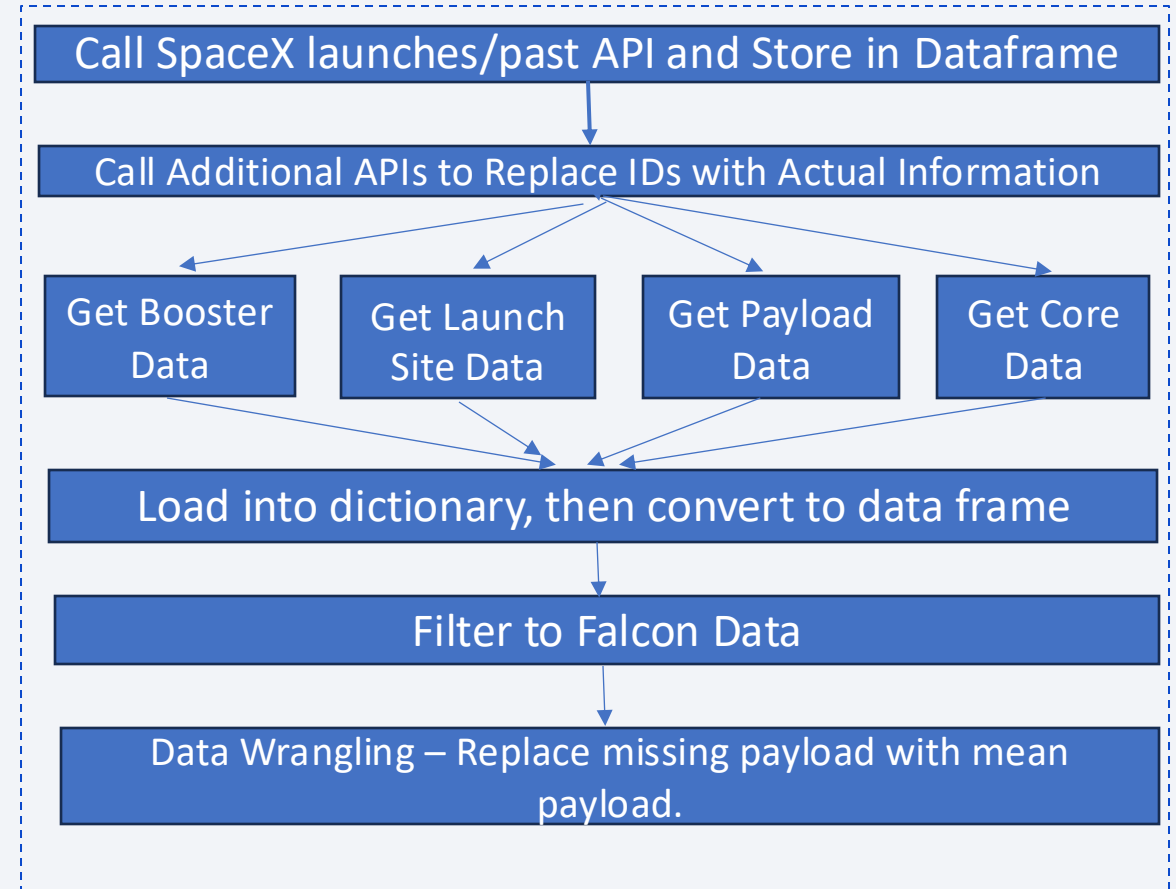 Call SpaceX launches/past API and Store in Dataframe
Call Additional APIs to Replace IDs with Actual Information
Get Booster
Data
Get Launch
Site Data
Get Payload
Data
Get Core
Data
Load into dictionary, then convert to data frame
Filter to Falcon Data
Data Wrangling – Replace missing payload with mean
payload.